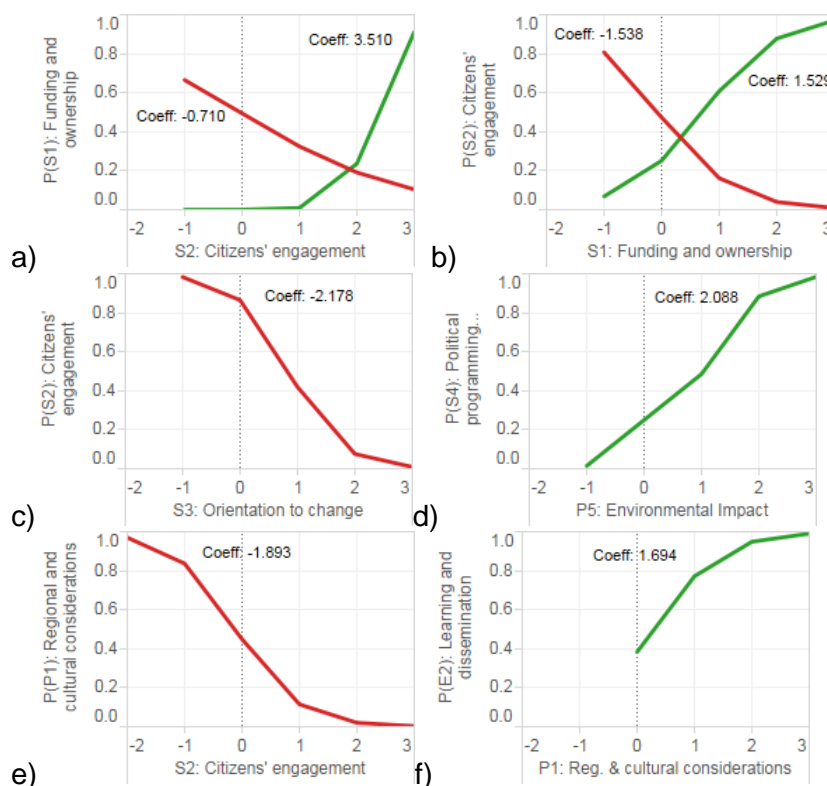 1.0
0.8
0.6
0.4
0.2
0.0
P(S1): Funding and
ownership
Coeff: 3.510
Coeff: -0.710
-2 -1 0 1 2 3
S2: Citizens' engagement
a)
1.0
0.8
0.6
0.4
0.2
0.0
P(S2): Citizens'
engagement
Coeff: -1.538
Coeff: 1.529
-2 -1 0 1 2 3
S1: Funding and ownership
b)
1.0
0.8
0.6
0.4
0.2
0.0
P(S2): Citizens'
engagement
Coeff: -2.178
-2 -1 0 1 2 3
S3: Orientation to change
c)
1.0
0.8
0.6
0.4
0.2
0.0
P(S4): Political
programming...
Coeff: 2.088
-2 -1 0 1 2 3
P5: Environmental Impact
d)
1.0
0.8
0.6
0.4
0.2
0.0
P(P1): Regional and
cultural considerations
Coeff: -1.893
-2 -1 0 1 2 3
S2: Citizens' engagement
e)
1.0
0.8
0.6
0.4
0.2
0.0
P(E2): Learning and
dissemination
Coeff: 1.694
-2 -1 0 1 2 3
P1: Reg. & cultural considerations
f)